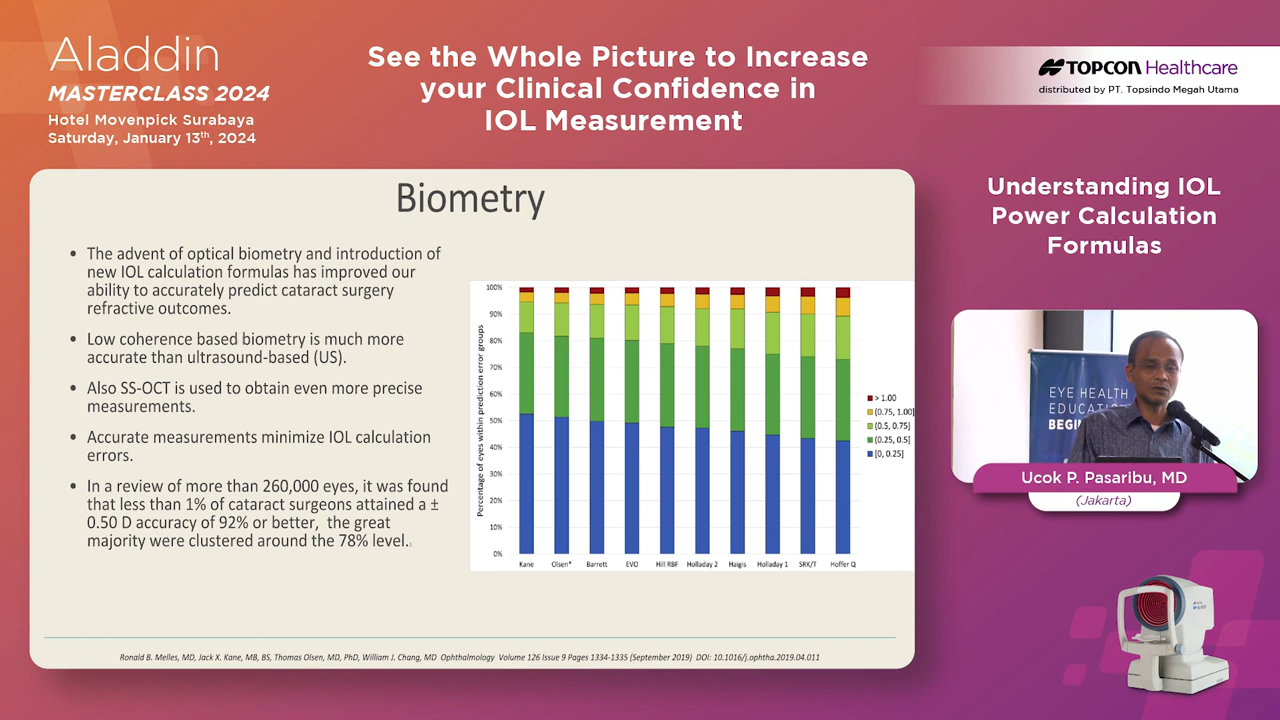 Aladdin
MASTERCLASS 2024
Hotel Movenpick Surabaya
Saturday, January 13th, 2024
See the Whole Picture to Increase
your Clinical Confidence in
IOL Measurement
TOPCON Healthcare
distributed by PT. Topsindo Megah Utama
Understanding IOL
Power Calculation
Formulas
Biometry
• The advent of optical biometry and introduction of
new IOL calculation formulas has improved our
ability to accurately predict cataract surgery
refractive outcomes.
• Low coherence based biometry is much more
accurate than ultrasound-based (US).
• Also SS-OCT is used to obtain even more precise
measurements.
• Accurate measurements minimize IOL calculation
errors.
• In a review of more than 260,000 eyes, it was found
that less than 1% of cataract surgeons attained a ±
0.50 D accuracy of 92% or better, the great
majority were clustered around the 78% level.
Percentage of eyes within prediction error groups
100%
90%
80%
70%
60%
50%
40%
30%
20%
10%
0%
Kane Olsen* Barrett EVO Hill RBF Holladay 2 Haigis Holladay 1 SRK/T Hoffer Q
> 1.00
(0.75, 1.00]
(0.5, 0.75]
(0.25, 0.5]
[0, 0.25]
Ronald B. Melles, MD, Jack X. Kane, MB, BS, Thomas Olsen, MD, PhD, William J. Chang, MD Ophthalmology Volume 126 Issue 9 Pages 1334-1335 (September 2019) DOI: 10.1016/j.ophtha.2019.04.011
EYE HEALTH
Ucok P. Pasaribu, MD
(Jakarta)